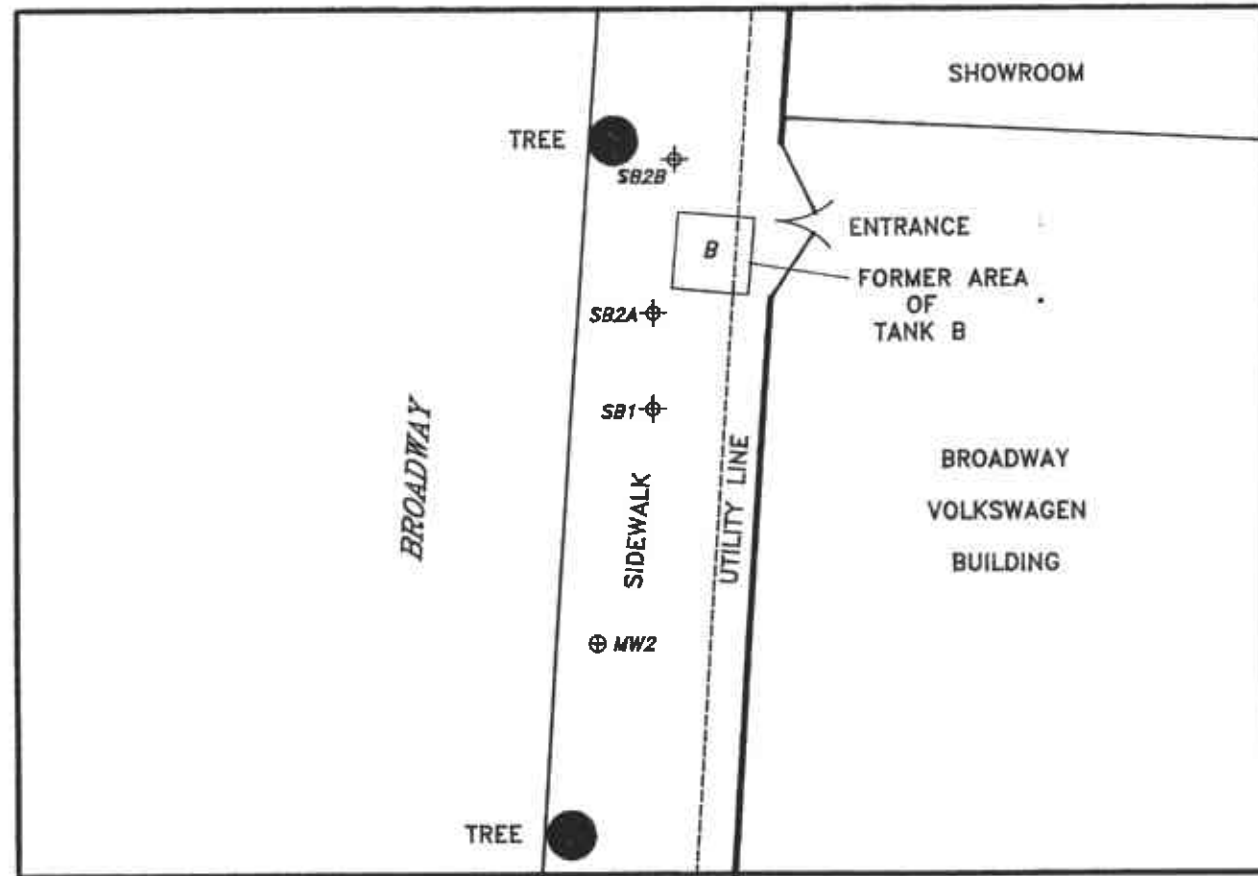 SHOWROOM
TREE
SB2B
ENTRANCE
B
FORMER AREA
OF
TANK B
SB2A
SB1
BROADWAY
SIDEWALK
UTILITY LINE
BROADWAY
VOLKSWAGEN
BUILDING
MW2
TREE